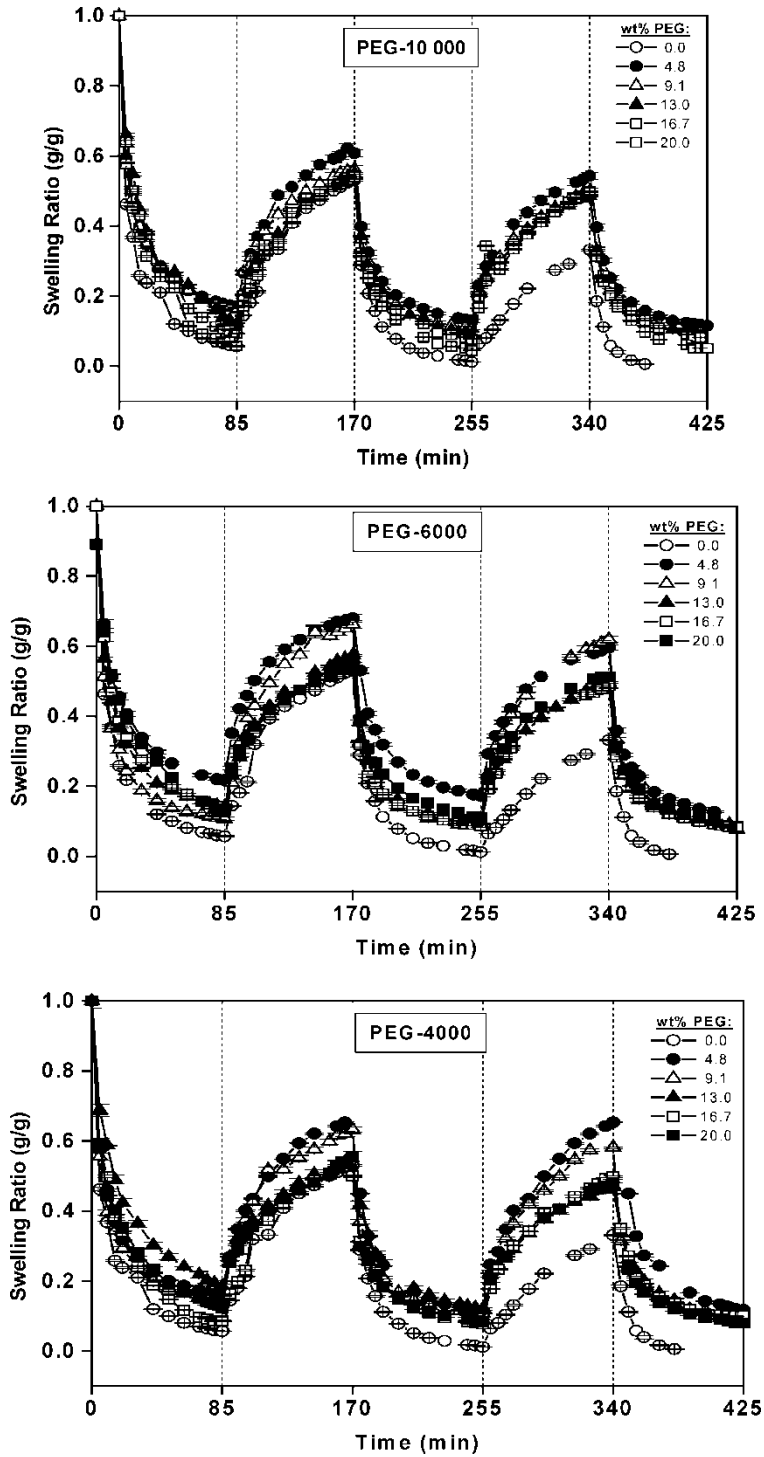 PEG-10 000
wt% PEG:
0.0
4.8
9.1
13.0
16.7
20.0
1.0
0.8
0.6
0.4
0.2
0.0
Swelling Ratio (g/g)
0 85 170 255 340 425
Time (min)
PEG-6000
wt% PEG:
0.0
4.8
9.1
13.0
16.7
20.0
1.0
0.8
0.6
0.4
0.2
0.0
Swelling Ratio (g/g)
0 85 170 255 340 425
Time (min)
PEG-4000
wt% PEG:
0.0
4.8
9.1
13.0
16.7
20.0
1.0
0.8
0.6
0.4
0.2
0.0
Swelling Ratio (g/g)
0 85 170 255 340 425
Time (min)